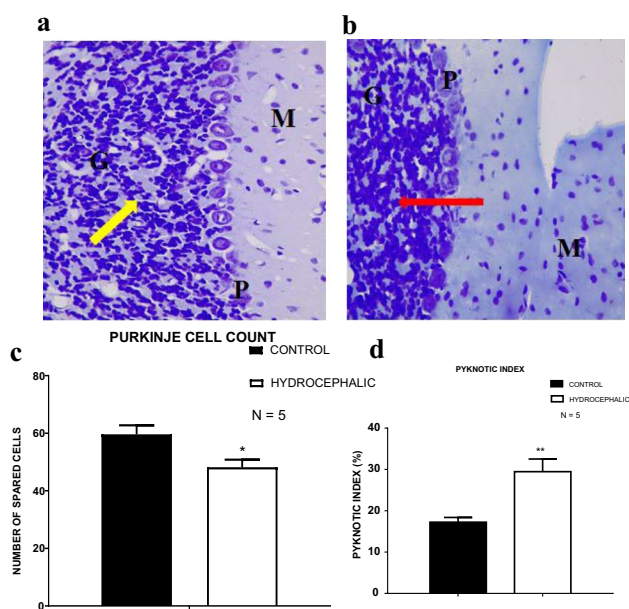 a
b
G
M
P
G
P
M
PURKINJE CELL COUNT
c
CONTROL
HYDROCEPHALIC
N = 5
NUMBER OF SPARED CELLS
80
60
40
20
0
*
d
PYKNOTIC INDEX
CONTROL
HYDROCEPHALIC
N = 5
PYKNOTIC INDEX (%)
40
30
20
10
0
**